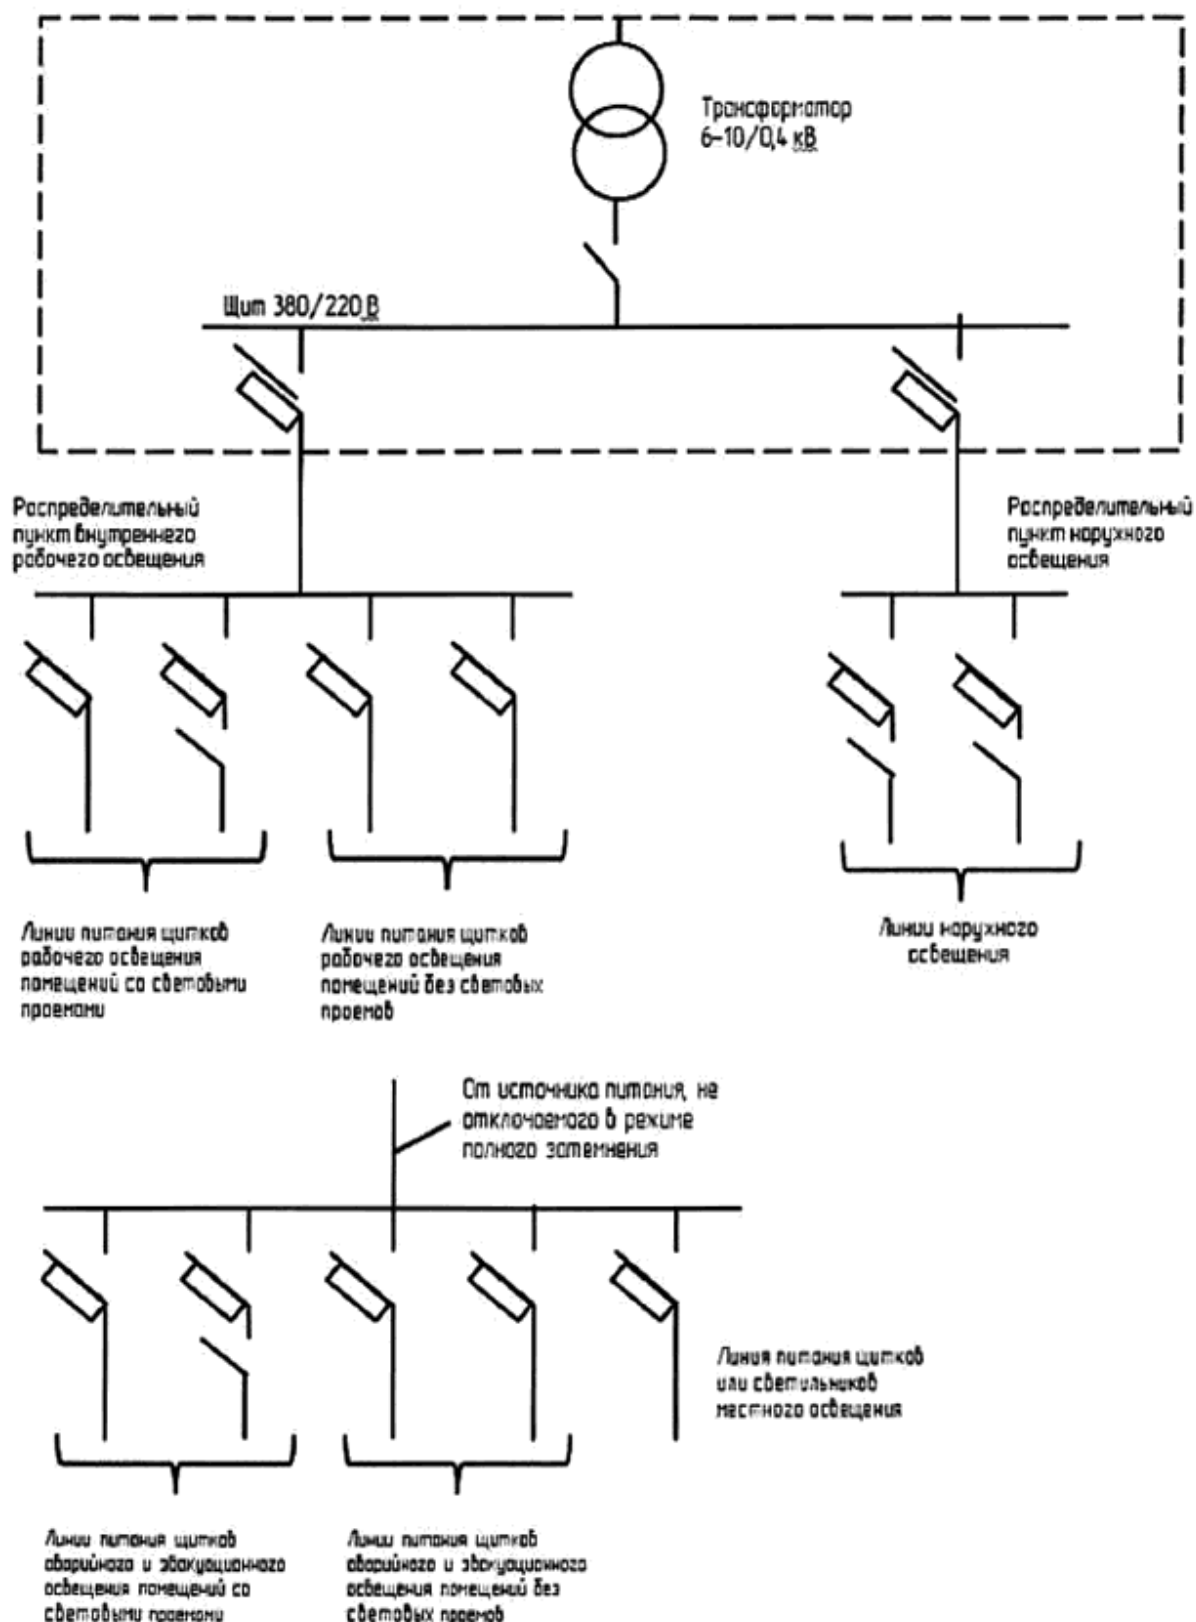 Трансформатор
6-10/0,4 кВ
Щит 380/220 В
Распределительный
пункт внутреннего
рабочего освещения
Распределительный
пункт наружного
освещения
Линии питания щитков
рабочего освещения
помещений со световыми
проемами
Линии питания щитков
рабочего освещения
помещений без световых
проемов
Линии наружного
освещения
От источника питания, не
отключаемого в режиме
полного затемнения
Линия питания щитков
или светильников
местного освещения
Линии питания щитков
аварийного и эвакуационного
освещения помещений со
световыми проемами
Линии питания щитков
аварийного и эвакуационного
освещения помещений без
световых проемов